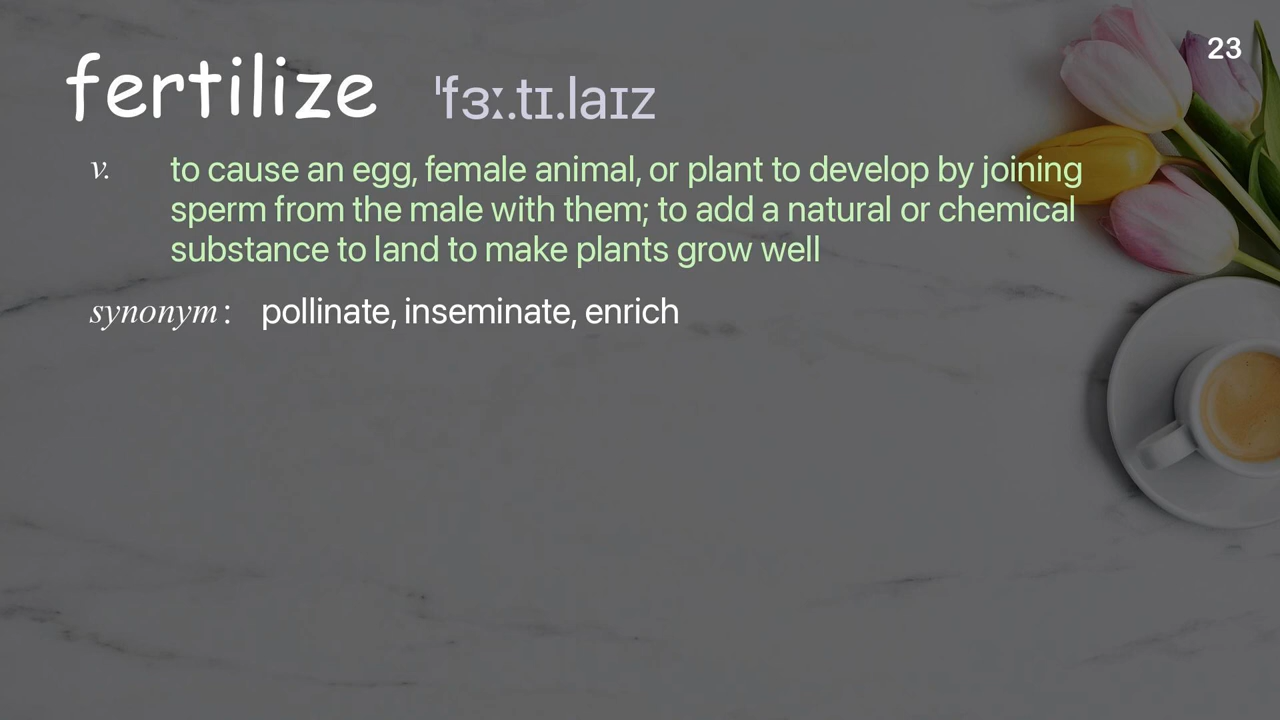 23
fertilize ˈfɜː.tɪ.laɪz
v. to cause an egg, female animal, or plant to develop by joining
sperm from the male with them; to add a natural or chemical
substance to land to make plants grow well
synonym : pollinate, inseminate, enrich